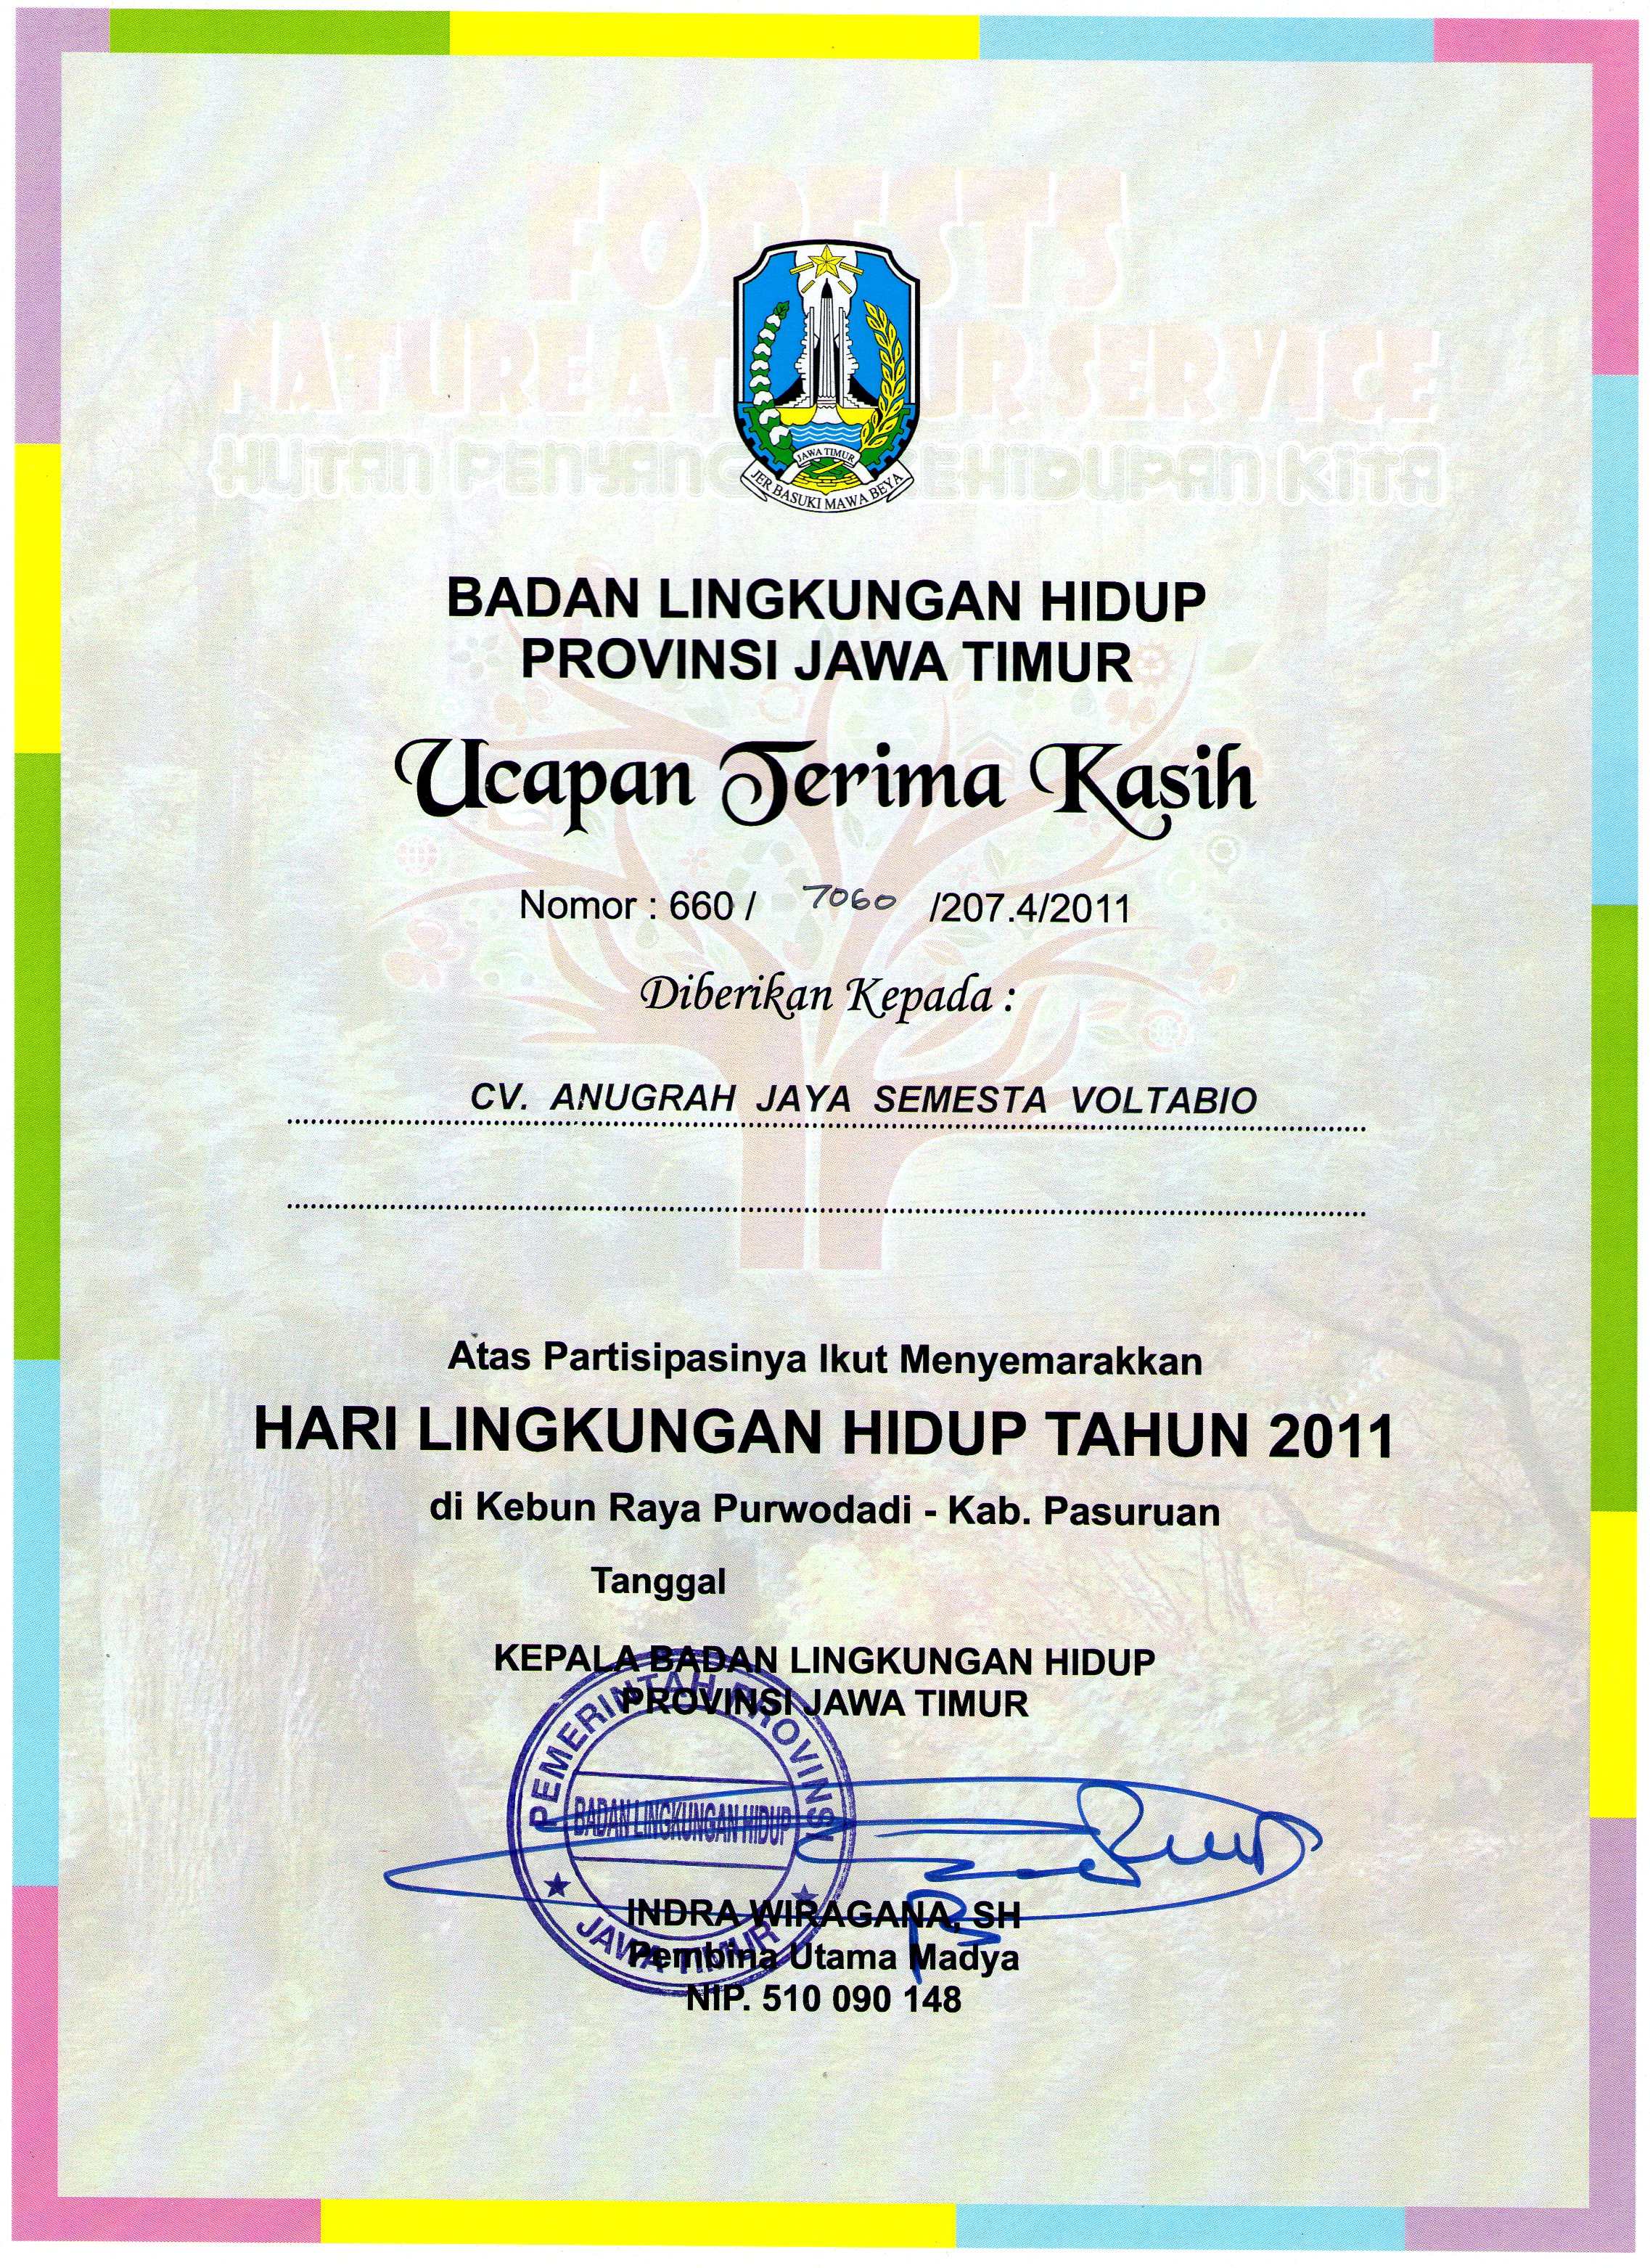 FORESTS
NATURE AT YOUR SERVICE
HUTAN PENYANGGA KEHIDUPAN KITA
JAWA TIMUR
JER BASUKI MAWA BEYA
BADAN LINGKUNGAN HIDUP
PROVINSI JAWA TIMUR
Ucapan Terima Kasih
Nomor : 660 / 7060 /207.4/2011
Diberikan Kepada :
CV. ANUGRAH JAYA SEMESTA VOLTABIO
Atas Partisipasinya Ikut Menyemarakkan
HARI LINGKUNGAN HIDUP TAHUN 2011
di Kebun Raya Purwodadi - Kab. Pasuruan
Tanggal
KEPALA BADAN LINGKUNGAN HIDUP
PROVINSI JAWA TIMUR
PEMERINTAH PROVINSI
BADAN LINGKUNGAN HIDUP
JAWA TIMUR
INDRA WIRAGANA, SH
Pembina Utama Madya
NIP. 510 090 148